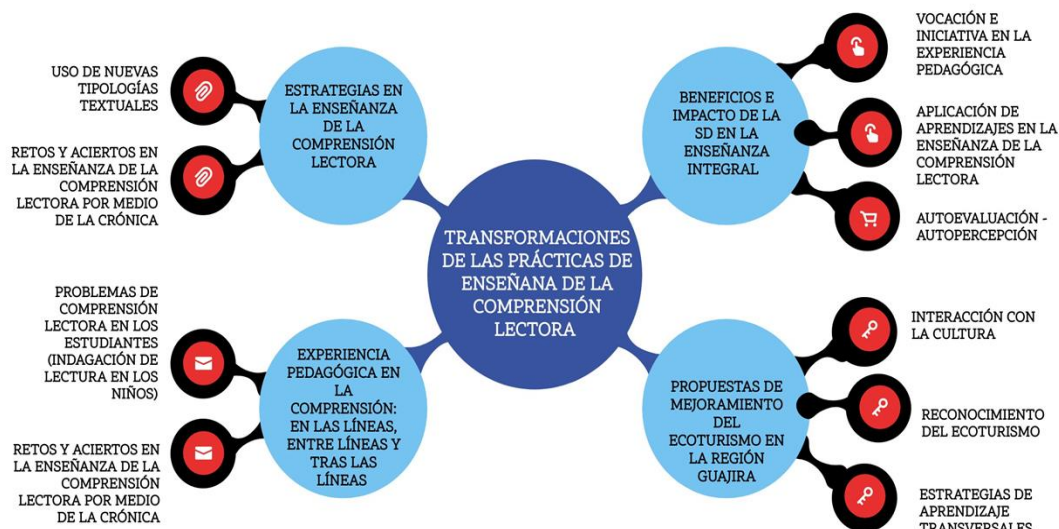 USO DE NUEVAS
TIPOLOGÍAS
TEXTUALES
RETOS Y ACIERTOS EN
LA ENSEÑANZA DE LA
COMPRENSIÓN
LECTORA POR MEDIO
DE LA CRÓNICA
ESTRATEGIAS EN
LA ENSEÑANZA
DE LA
COMPRENSIÓN
LECTORA
BENEFICIOS E
IMPACTO DE LA
SD EN LA
ENSEÑANZA
INTEGRAL
VOCACIÓN E
INICIATIVA EN LA
EXPERIENCIA
PEDAGÓGICA
APLICACIÓN DE
APRENDIZAJES EN LA
ENSEÑANZA DE LA
COMPRENSIÓN
LECTORA
AUTOEVALUACIÓN -
AUTOPERCEPCIÓN
TRANSFORMACIONES
DE LAS PRÁCTICAS DE
ENSEÑANA DE LA
COMPRENSIÓN
LECTORA
PROBLEMAS DE
COMPRENSIÓN
LECTORA EN LOS
ESTUDIANTES
(INDAGACIÓN DE
LECTURA EN LOS
NIÑOS)
RETOS Y ACIERTOS EN
LA ENSEÑANZA DE LA
COMPRENSIÓN
LECTORA POR MEDIO
DE LA CRÓNICA
EXPERIENCIA
PEDAGÓGICA EN
LA
COMPRENSIÓN:
EN LAS LÍNEAS,
ENTRE LÍNEAS Y
TRAS LAS
LÍNEAS
PROPUESTAS DE
MEJORAMIENTO
DEL
ECOTURISMO EN
LA REGIÓN
GUAJIRA
INTERACCIÓN CON
LA CULTURA
RECONOCIMIENTO
DEL ECOTURISMO
ESTRATEGIAS DE
APRENDIZAJE
TRANSVERSALES